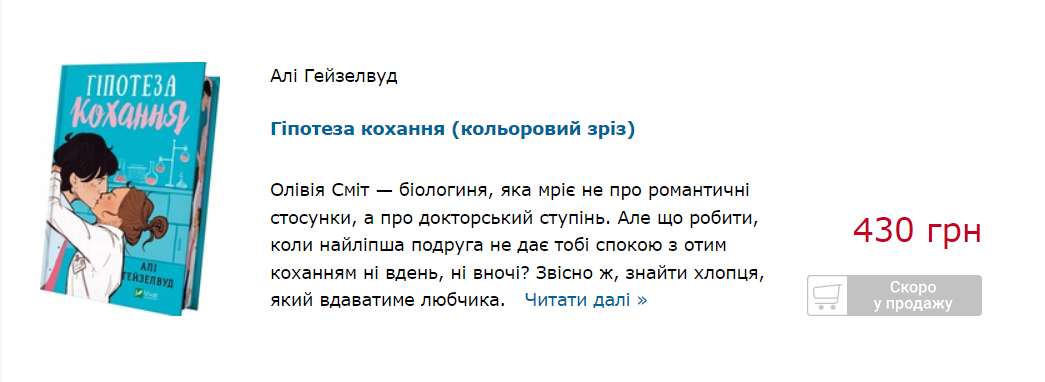 ГІПОТЕЗА
КОХАННЯ
АЛІ
ГЕЙЗЕЛВУД
Vivat
Алі Гейзелвуд
Гіпотеза кохання (кольоровий зріз)
Олівія Сміт — біологиня, яка мріє не про романтичні
стосунки, а про докторський ступінь. Але що робити,
коли найліпша подруга не дає тобі спокою з отим
коханням ні вдень, ні вночі? Звісно ж, знайти хлопця,
який вдаватиме любчика. Читати далі »
430 грн
Скоро
у продажу